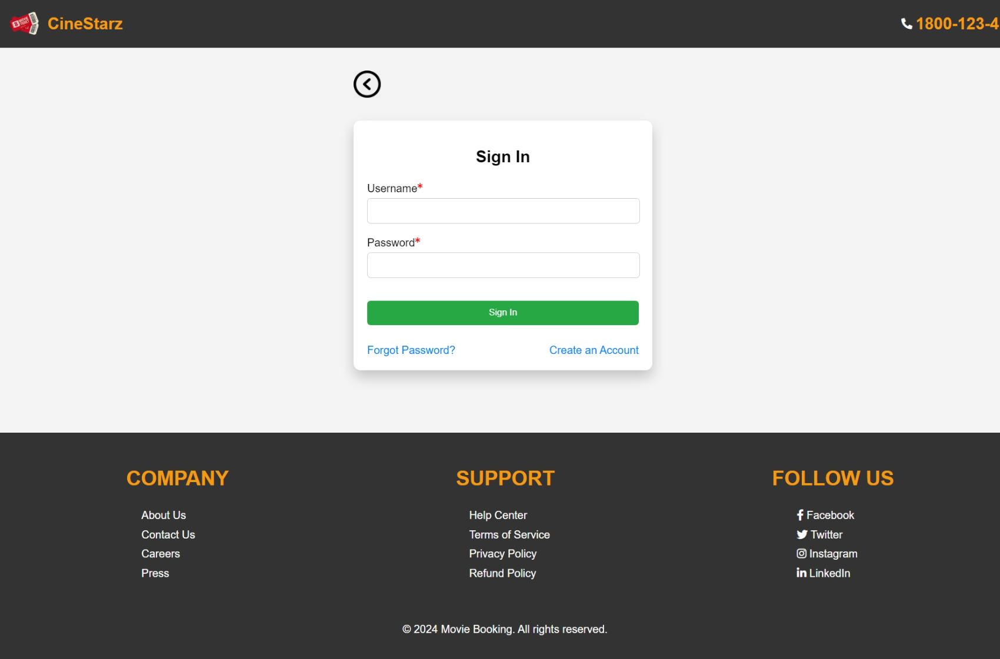 CineStarz
1800-123-4
Sign In
Username*
Password*
Sign In
Forgot Password?
Create an Account
COMPANY
About Us
Contact Us
Careers
Press
SUPPORT
Help Center
Terms of Service
Privacy Policy
Refund Policy
FOLLOW US
Facebook
Twitter
Instagram
LinkedIn
© 2024 Movie Booking. All rights reserved.